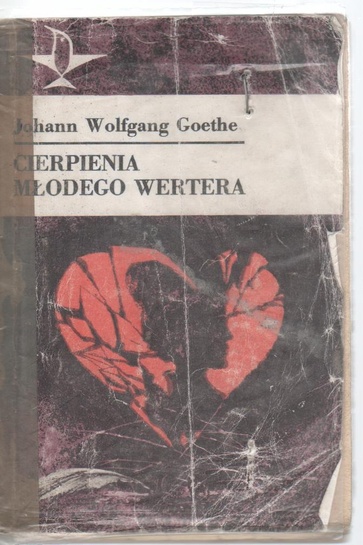 Johann Wolfgang Goethe
CIERPIENIA
MŁODEGO WERTERA